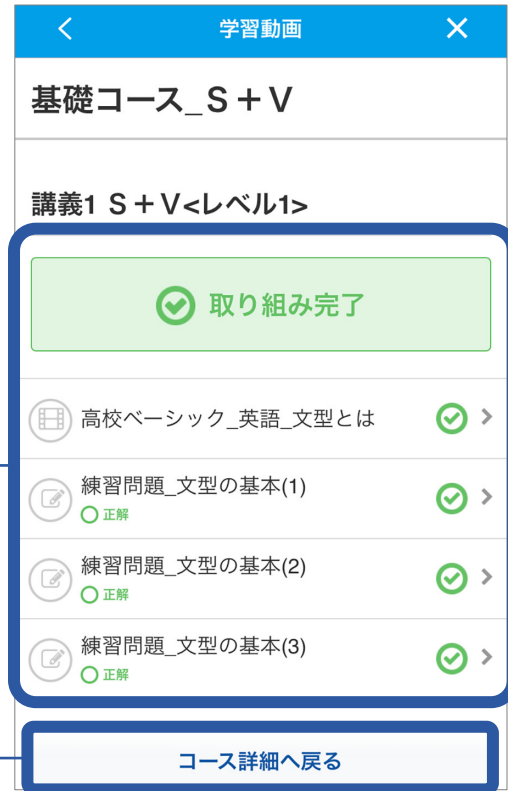 学習動画
基礎コース_S+V
講義1 S+V<レベル1>
取り組み完了
高校ベーシック_英語_文型とは
練習問題_文型の基本(1)
正解
練習問題_文型の基本(2)
正解
練習問題_文型の基本(3)
正解
コース詳細へ戻る